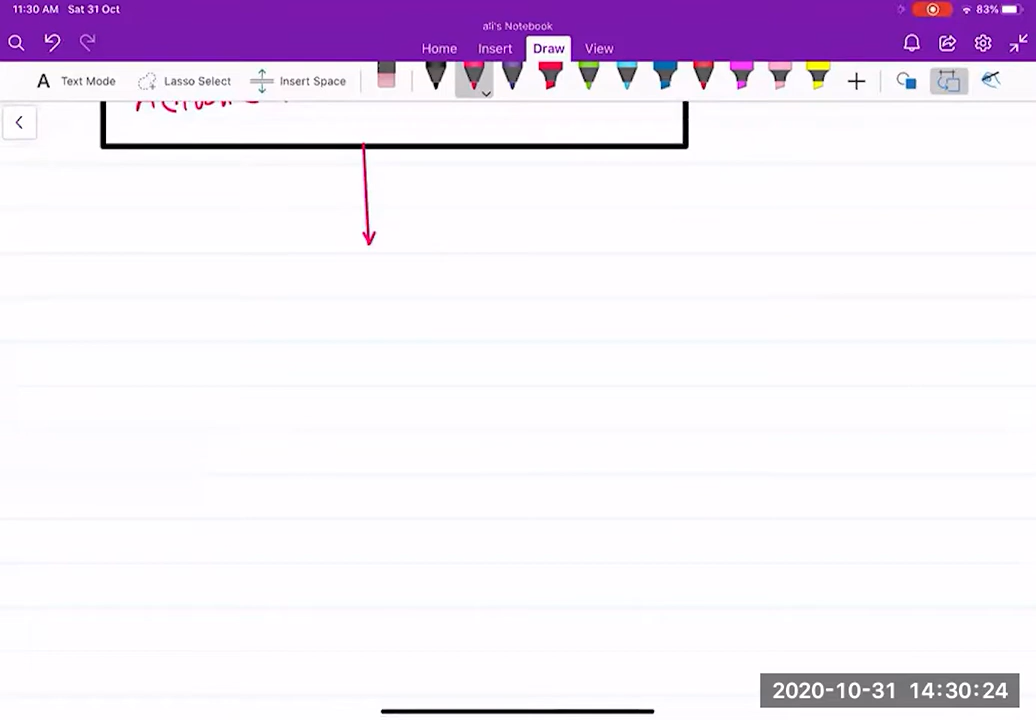 11:30 AM Sat 31 Oct 83%
ali's Notebook
Home Insert Draw View
A Text Mode Lasso Select Insert Space
2020-10-31 14:30:24